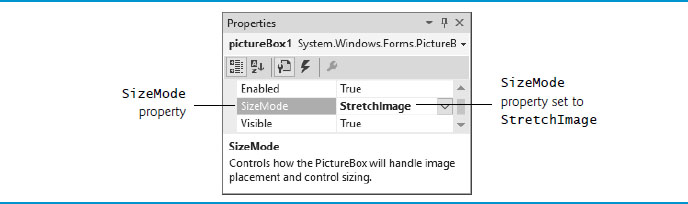 Properties
pictureBox1 System.Windows.Forms.PictureB
Enabled True
SizeMode
property
SizeMode StretchImage
SizeMode
property set to
StretchImage
Visible True
SizeMode
Controls how the PictureBox will handle image
placement and control sizing.